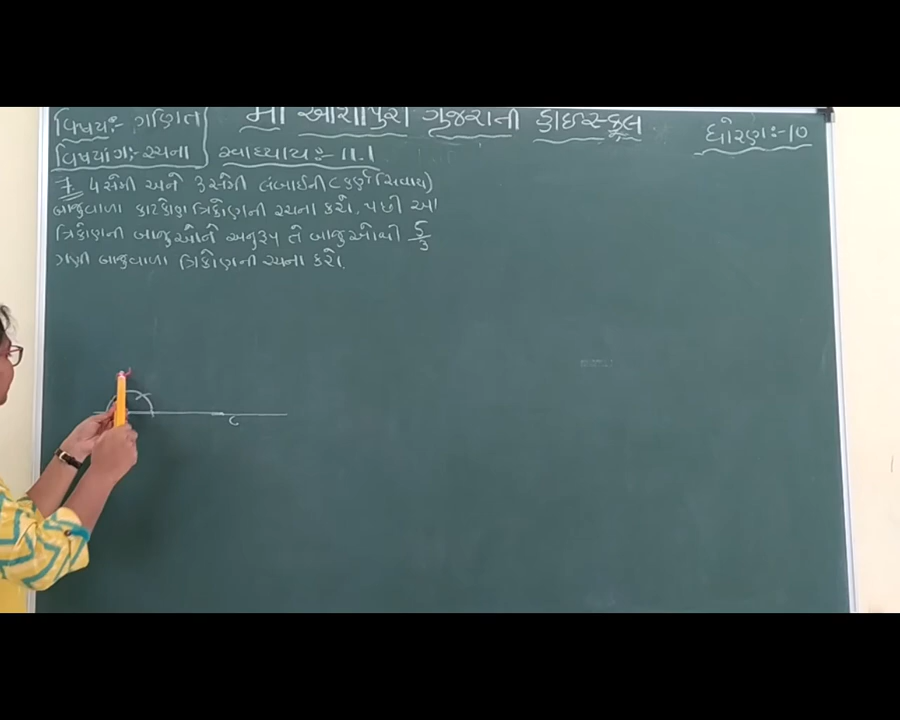 વિષય:- ગણિત
મા આશાપુરા ગુજરાતી હાઇસ્કૂલ
ધોરણ:-૧૦
વિષયાંગ:- રચના
સ્વાધ્યાય:- 11.1
7. 4 સેમી અને 3 સેમી લંબાઈની (કર્ણ સિવાય)
બાજુવાળા કાટકોણ ત્રિકોણની રચના કરો. પછી આ
ત્રિકોણની બાજુઓને અનુરૂપ તે બાજુઓથી 5/3
ગણી બાજુવાળા ત્રિકોણની રચના કરો.
C